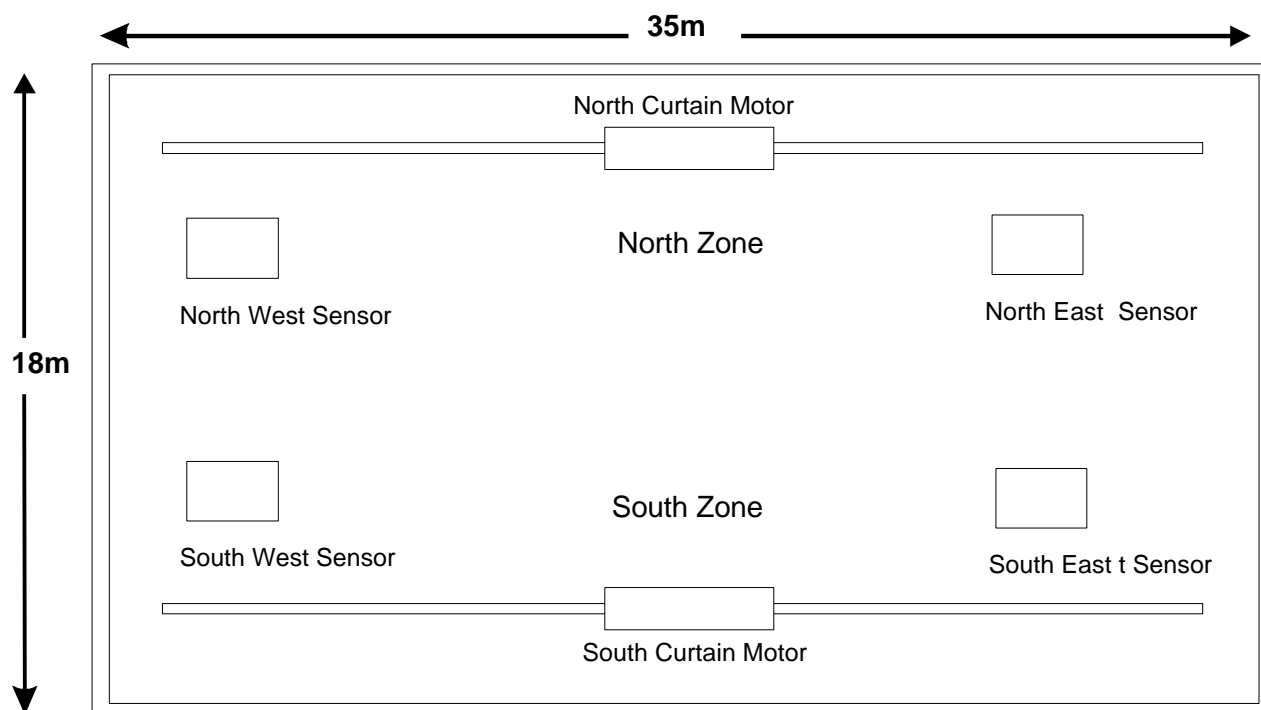 35m
North Curtain Motor
North Zone
North West Sensor
North East Sensor
18m
South Zone
South West Sensor
South East t Sensor
South Curtain Motor